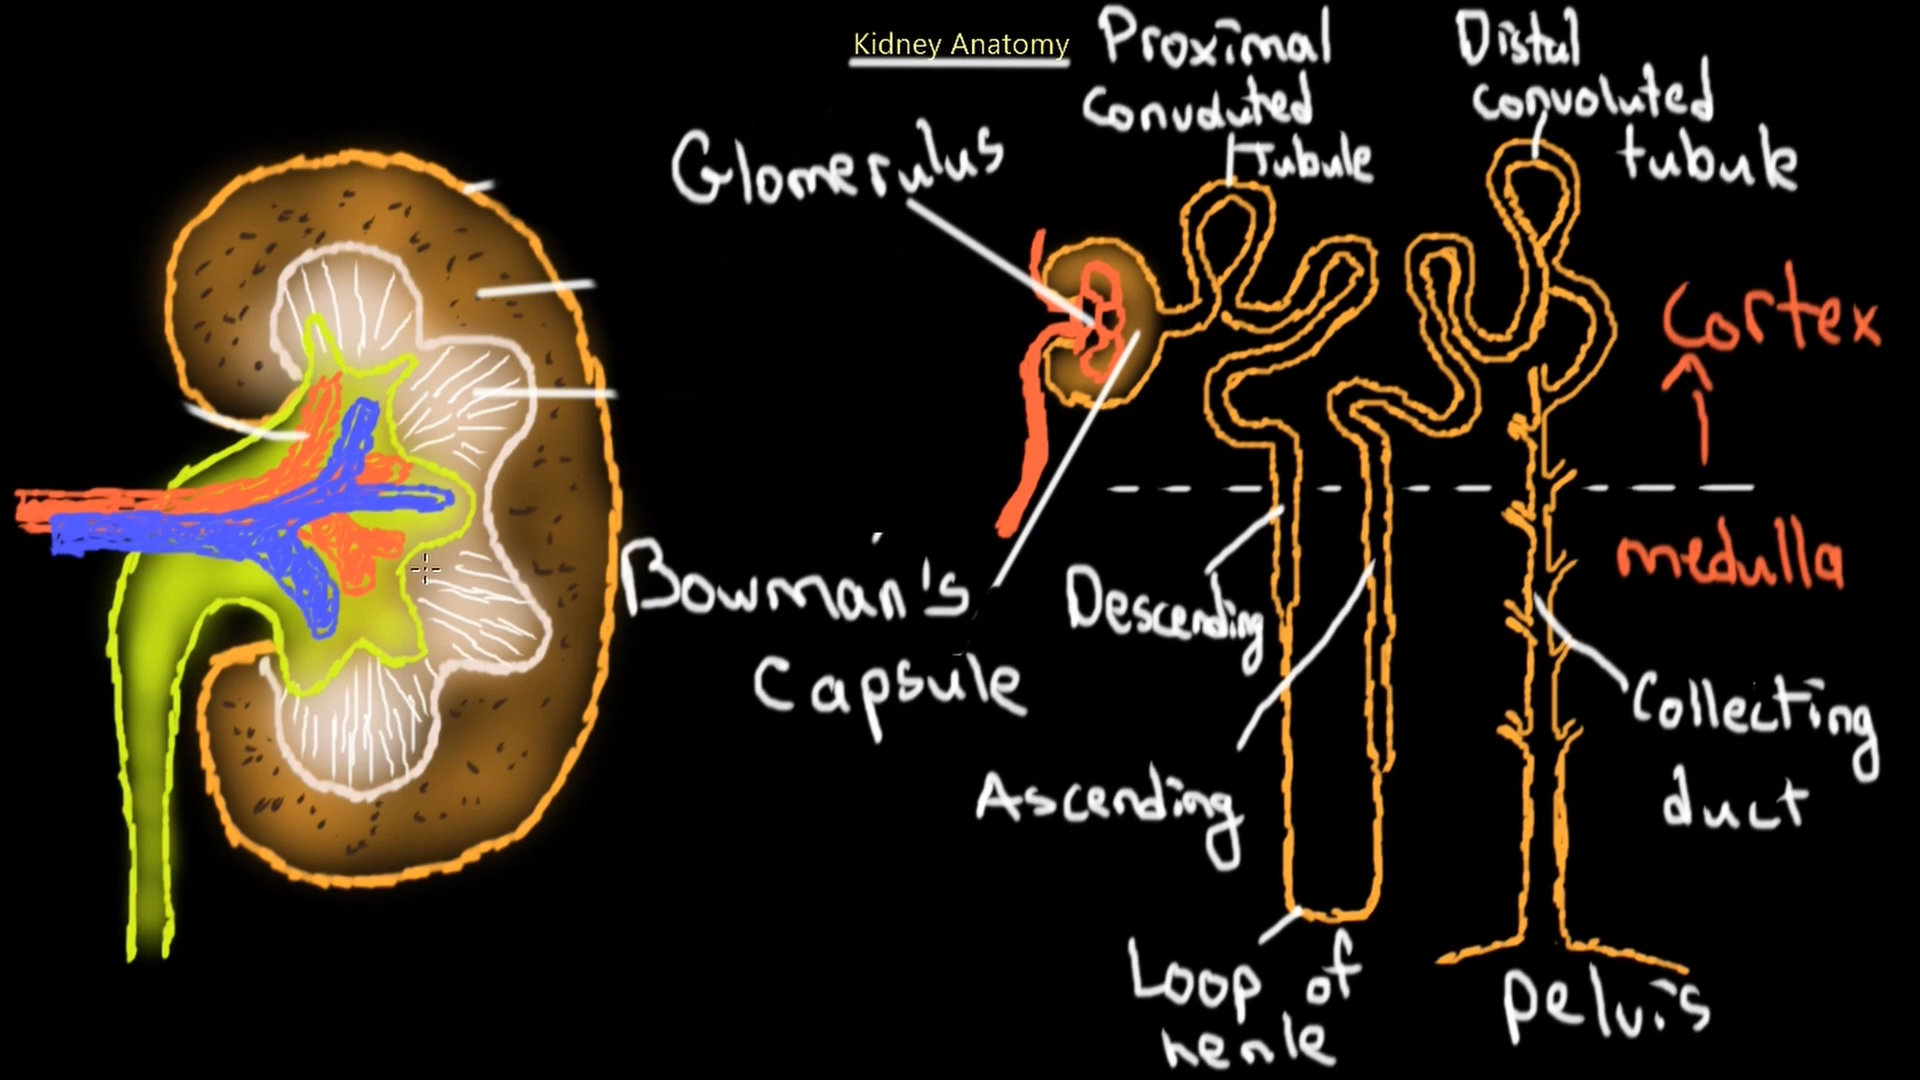 Kidney Anatomy
Proximal
Convoluted
tubule
Distal
convoluted
tubule
Glomerulus
Cortex
medulla
Bowman's
Capsule
Descending
Ascending
Collecting
duct
Loop of
henle
Pelvis